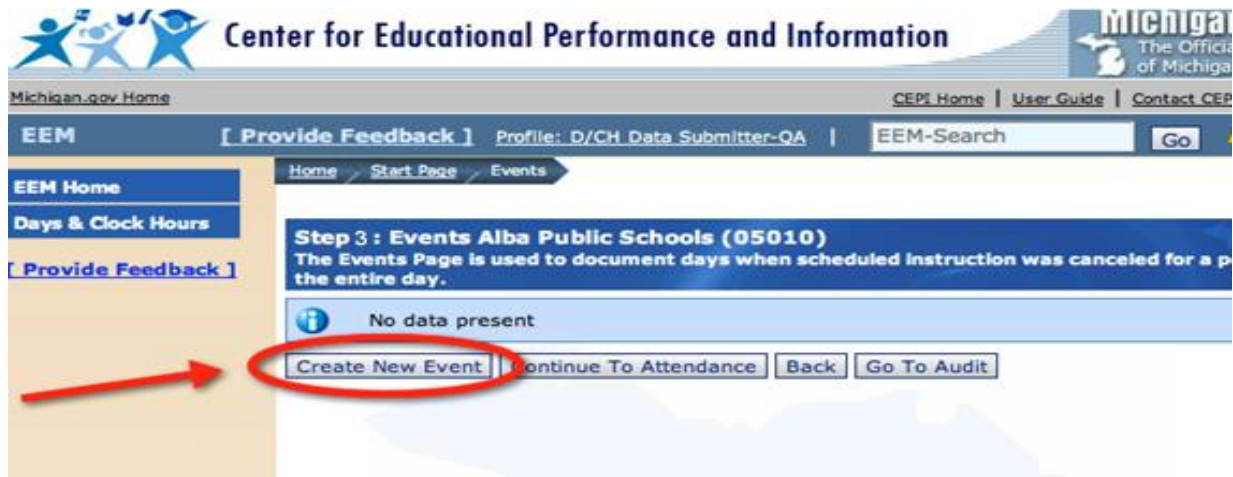 Center for Educational Performance and Information
Michigan
The Officia
of Michiga
Michigan.gov Home
CEPI Home | User Guide | Contact CEP
EEM
[ Provide Feedback ] Profile: D/CH Data Submitter-QA |
EEM-Search
Go
Home
Start Page
Events
EEM Home
Days & Clock Hours
[ Provide Feedback ]
Step 3 : Events Alba Public Schools (05010)
The Events Page is used to document days when scheduled instruction was canceled for a p
the entire day.
No data present
Create New Event
Continue To Attendance
Back
Go To Audit